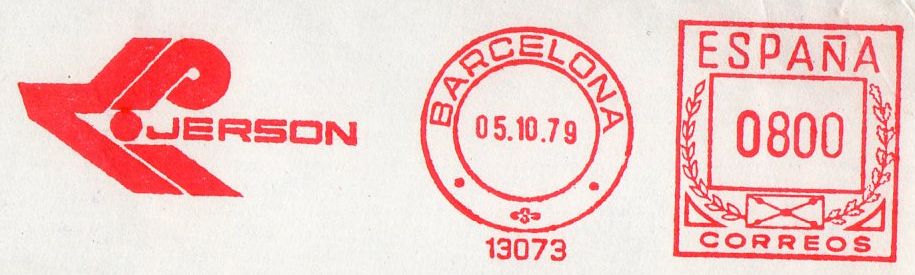 JERSON
BARCELONA
05.10.79
13073
ESPAÑA
0800
CORREOS